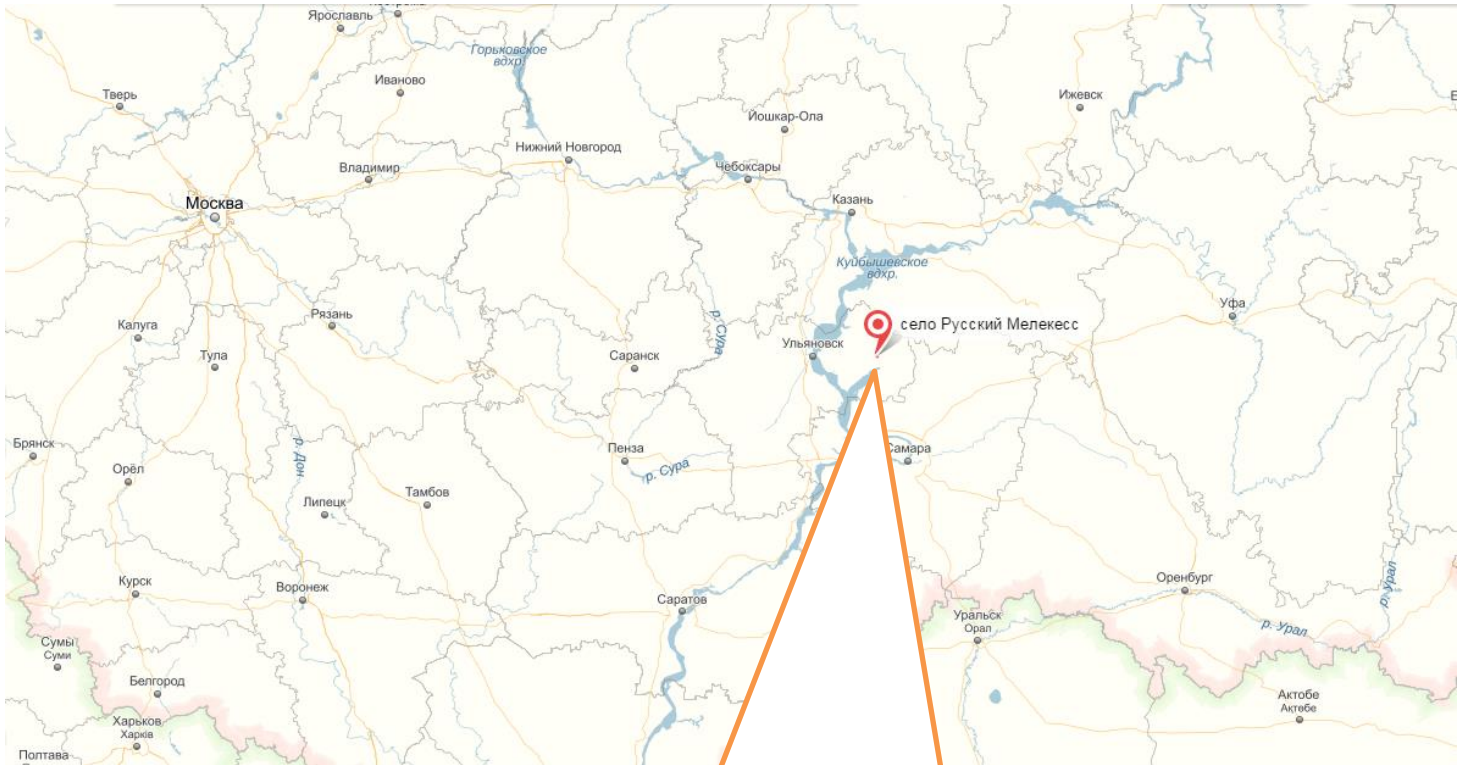 Ярославль
Горьковское
вдхр.
Иваново
Тверь
Ижевск
Йошкар-Ола
Нижний Новгород
Владимир
Чебоксары
Москва
Казань
Куйбышевское
вдхр.
Уфа
Рязань
р. Сура
село Русский Мелекесс
Калуга
Ульяновск
Тула
Саранск
Брянск
р. Дон
Пенза
Самара
Орёл
р. Сура
Тамбов
Липецк
Курск
Воронеж
Оренбург
р. Урал
Саратов
Уральск
Орал
р. Урал
Сумы
Суми
Белгород
Актобе
Ақтөбе
Харьков
Харків
Полтава